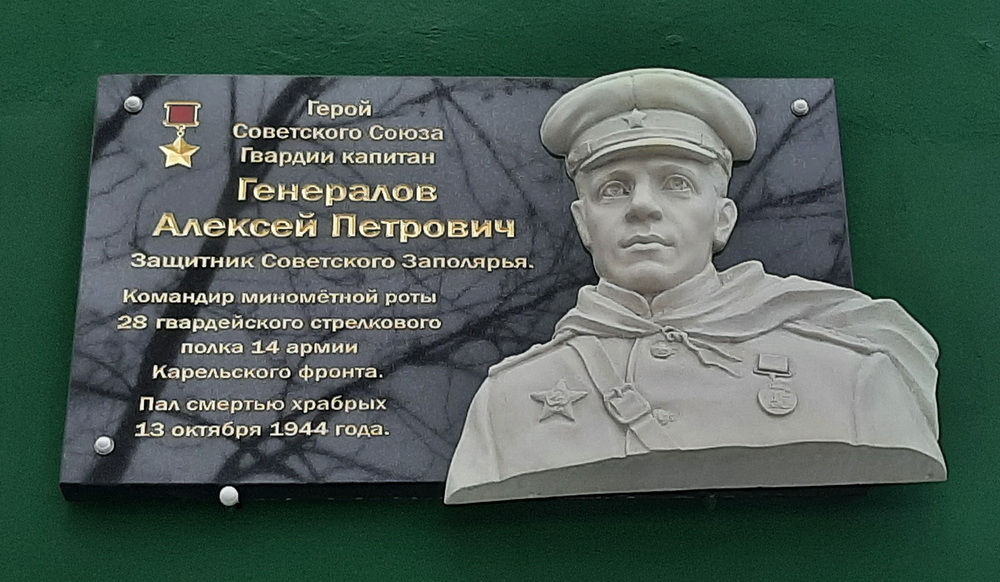 Герой
Советского Союза
Гвардии капитан
Генералов
Алексей Петрович
Защитник Советского Заполярья.
Командир миномётной роты
28 гвардейского стрелкового
полка 14 армии
Карельского фронта.
Пал смертью храбрых
13 октября 1944 года.